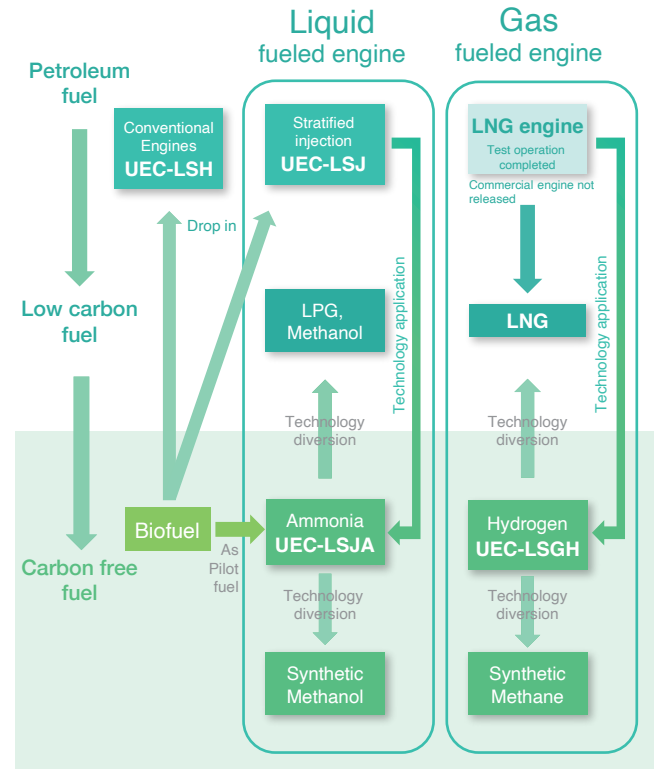 Liquid
fueled engine
Gas
fueled engine
Petroleum
fuel
Conventional
Engines
UEC-LSH
Stratified
injection
UEC-LSJ
LNG engine
Test operation
completed
Commercial engine not
released
Drop in
Technology application
Technology application
Low carbon
fuel
LPG,
Methanol
LNG
Technology
diversion
Technology
diversion
Biofuel
As
Pilot
fuel
Ammonia
UEC-LSJA
Hydrogen
UEC-LSGH
Carbon free
fuel
Technology
diversion
Technology
diversion
Synthetic
Methanol
Synthetic
Methane